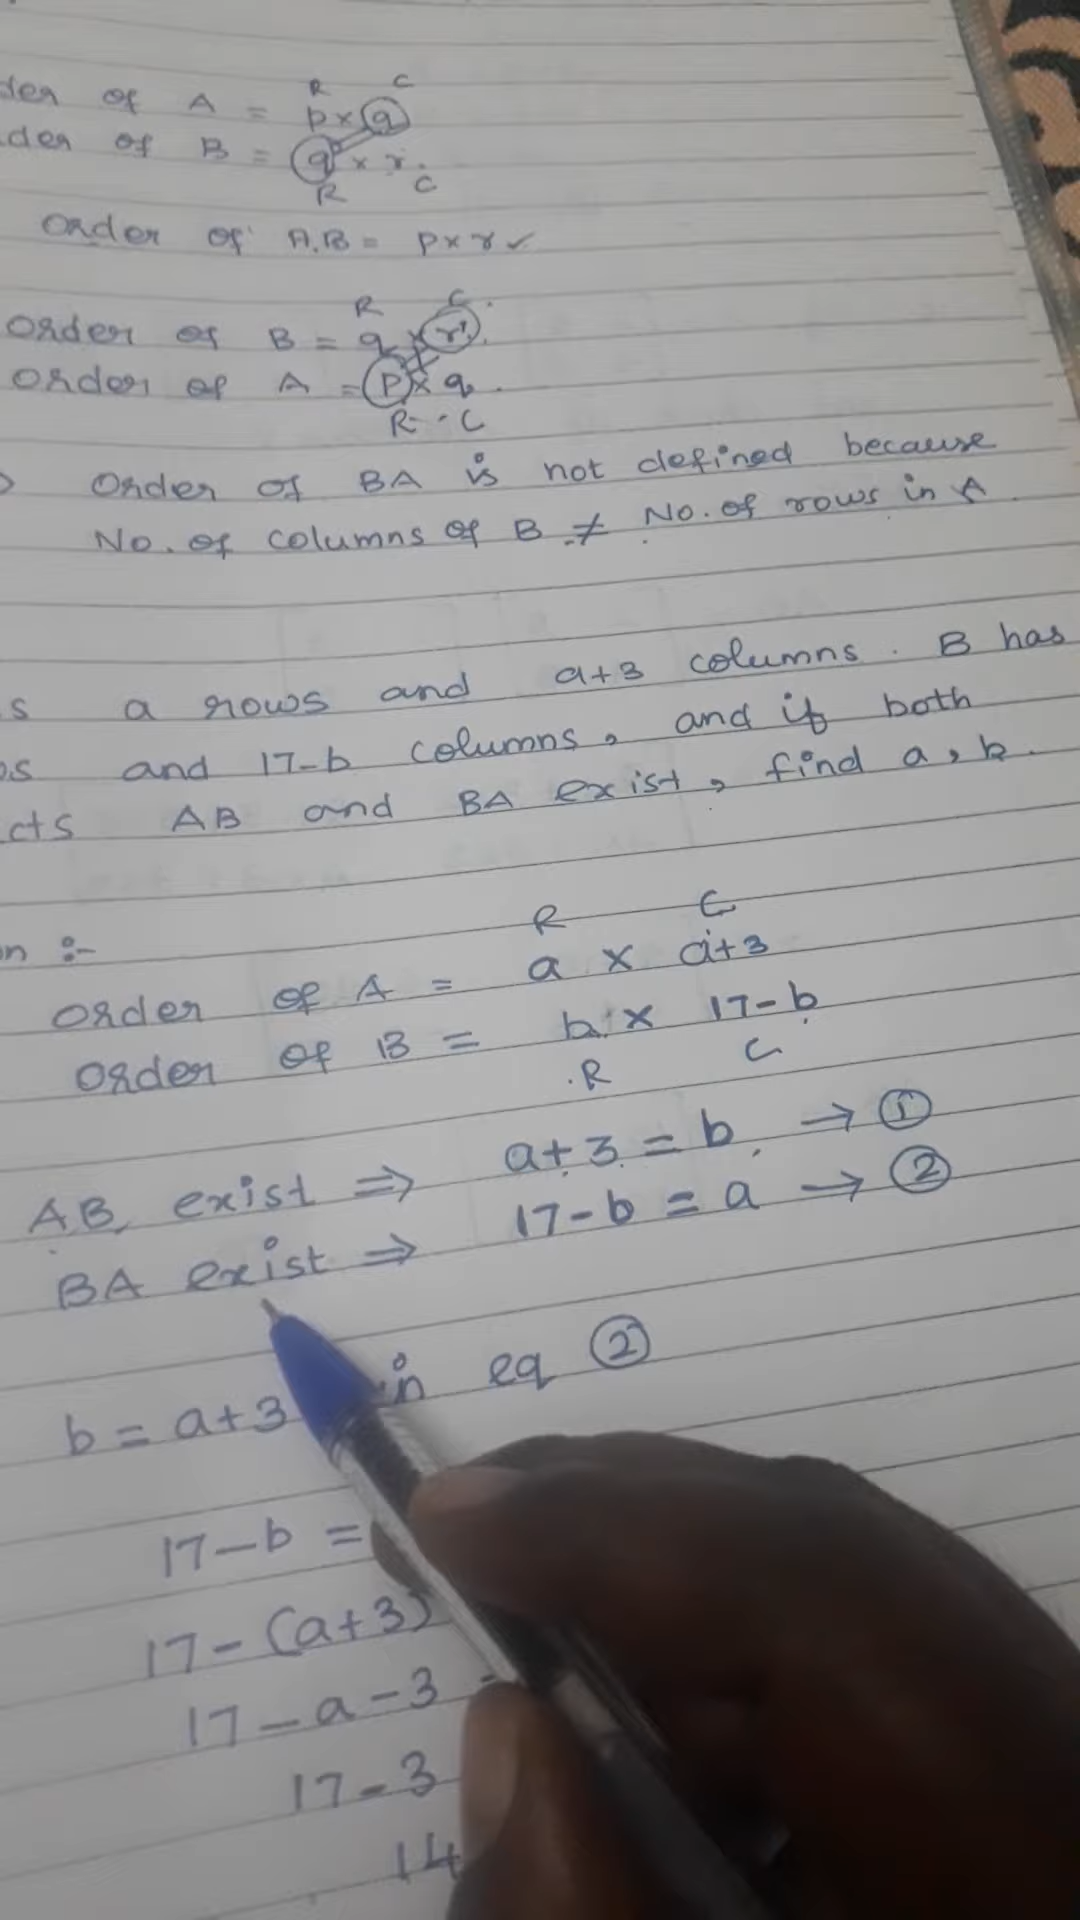 R C
der of A = p × q
der of B = q × r
R C
order of A.B = p × r ✓
R C
order of B = q × r
order of A = p × q
R C
order of BA is not defined because
No. of columns of B ≠ No. of rows in A
s a rows and a+3 columns. B has
s and 17-b columns, and if both
cts AB and BA exist, find a, b.
n :-
R C
order of A = a × a+3
order of B = b × 17-b
R C
AB exist ⇒ a+3 = b → ①
BA exist ⇒ 17-b = a → ②
b = a+3 in eq ②
17-b =
17-(a+3)
17-a-3
17-3
14